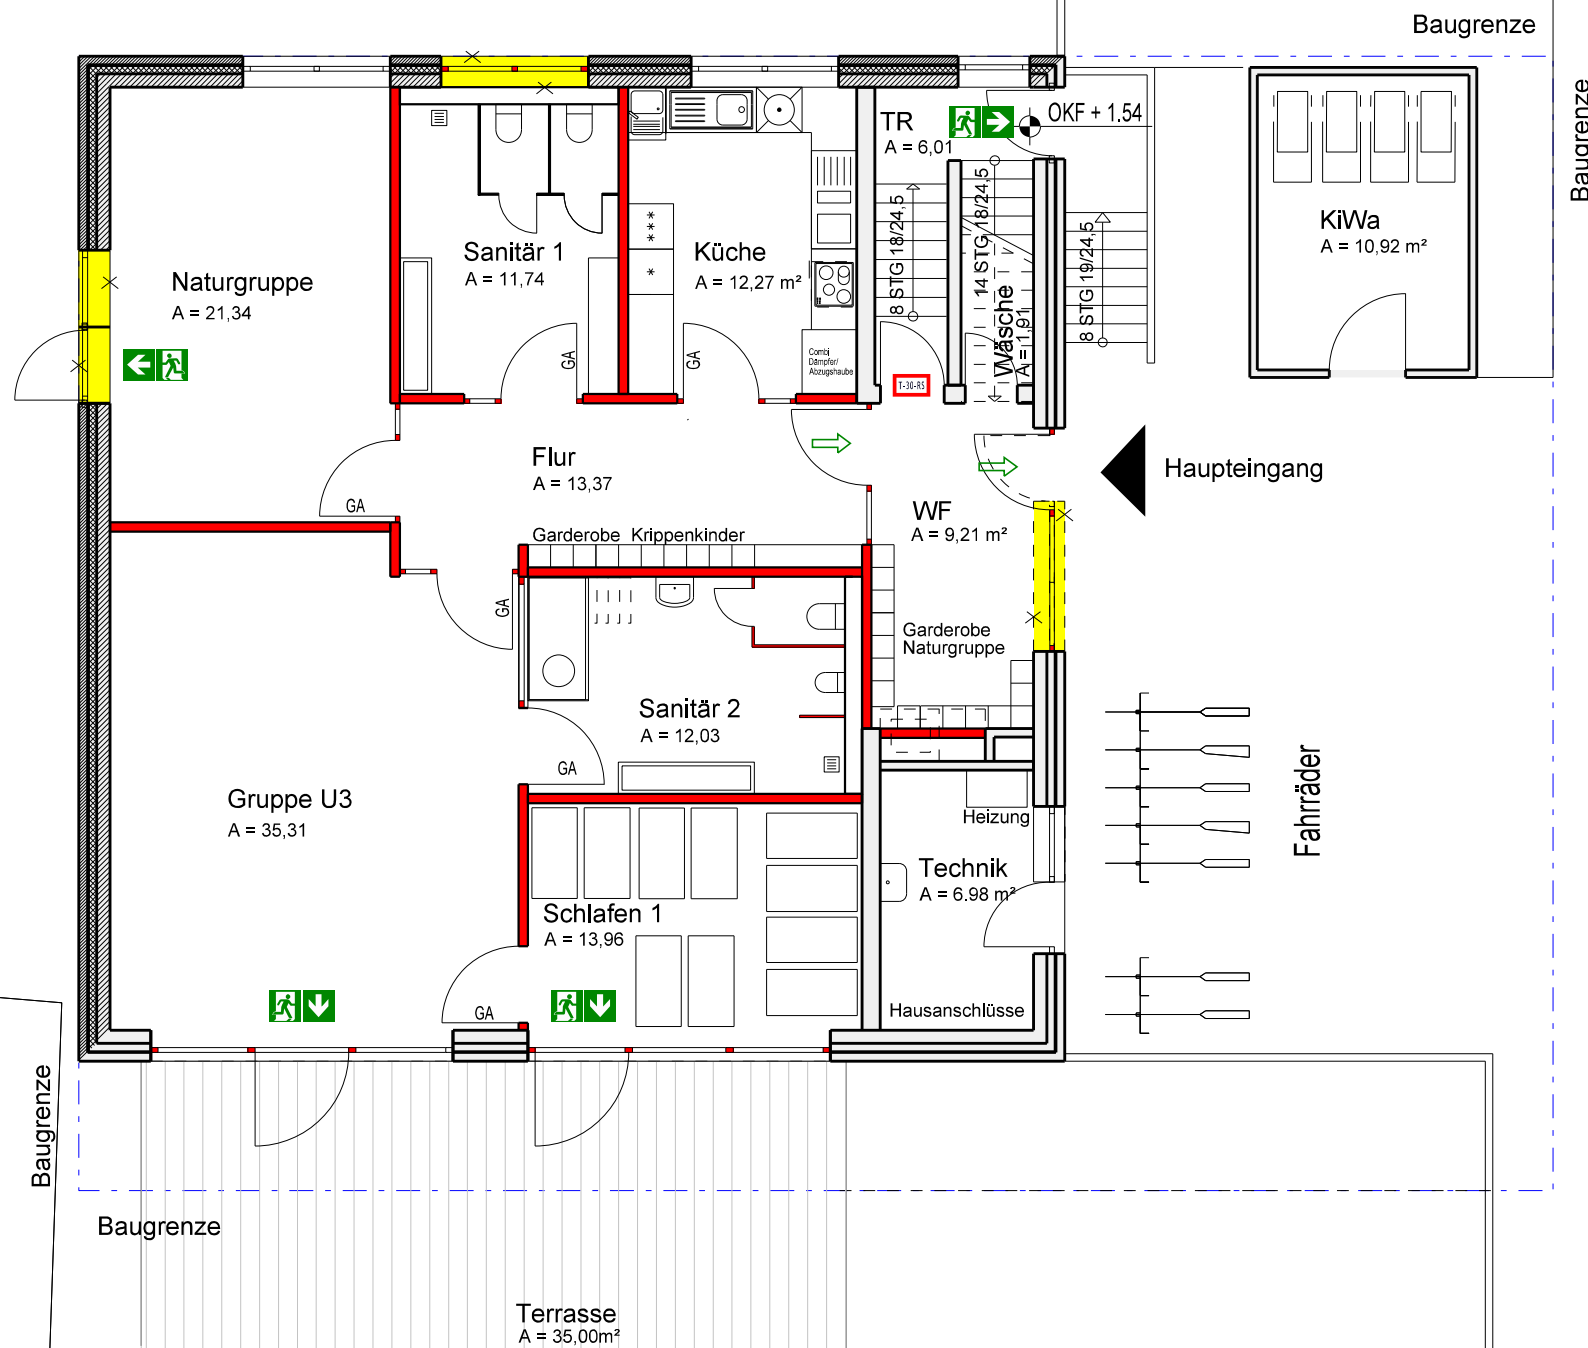 Baugrenze
Baugrenze
OKF + 1.54
TR
A = 6,01
KiWa
A = 10,92 m²
8 STG 18/24,5
14 STG 18/24,5
8 STG 19/24,5
Wäsche
A = 1,91
Sanitär 1
A = 11,74
Küche
A = 12,27 m²
***
*
Naturgruppe
A = 21,34
Combi
Dämpfer/
Abzugshaube
GA
GA
T-30-RS
Flur
A = 13,37
Haupteingang
GA
WF
A = 9,21 m²
Garderobe Krippenkinder
GA
Garderobe
Naturgruppe
Sanitär 2
A = 12,03
GA
Gruppe U3
A = 35,31
Fahrräder
Heizung
Technik
A = 6.98 m²
Schlafen 1
A = 13,96
Hausanschlüsse
GA
Baugrenze
Baugrenze
Terrasse
A = 35,00m²